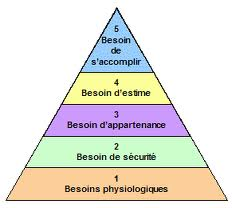 5
Besoin
de
s'accomplir
4
Besoin d'estime
3
Besoin d'appartenance
2
Besoin de sécurité
1
Besoins physiologiques